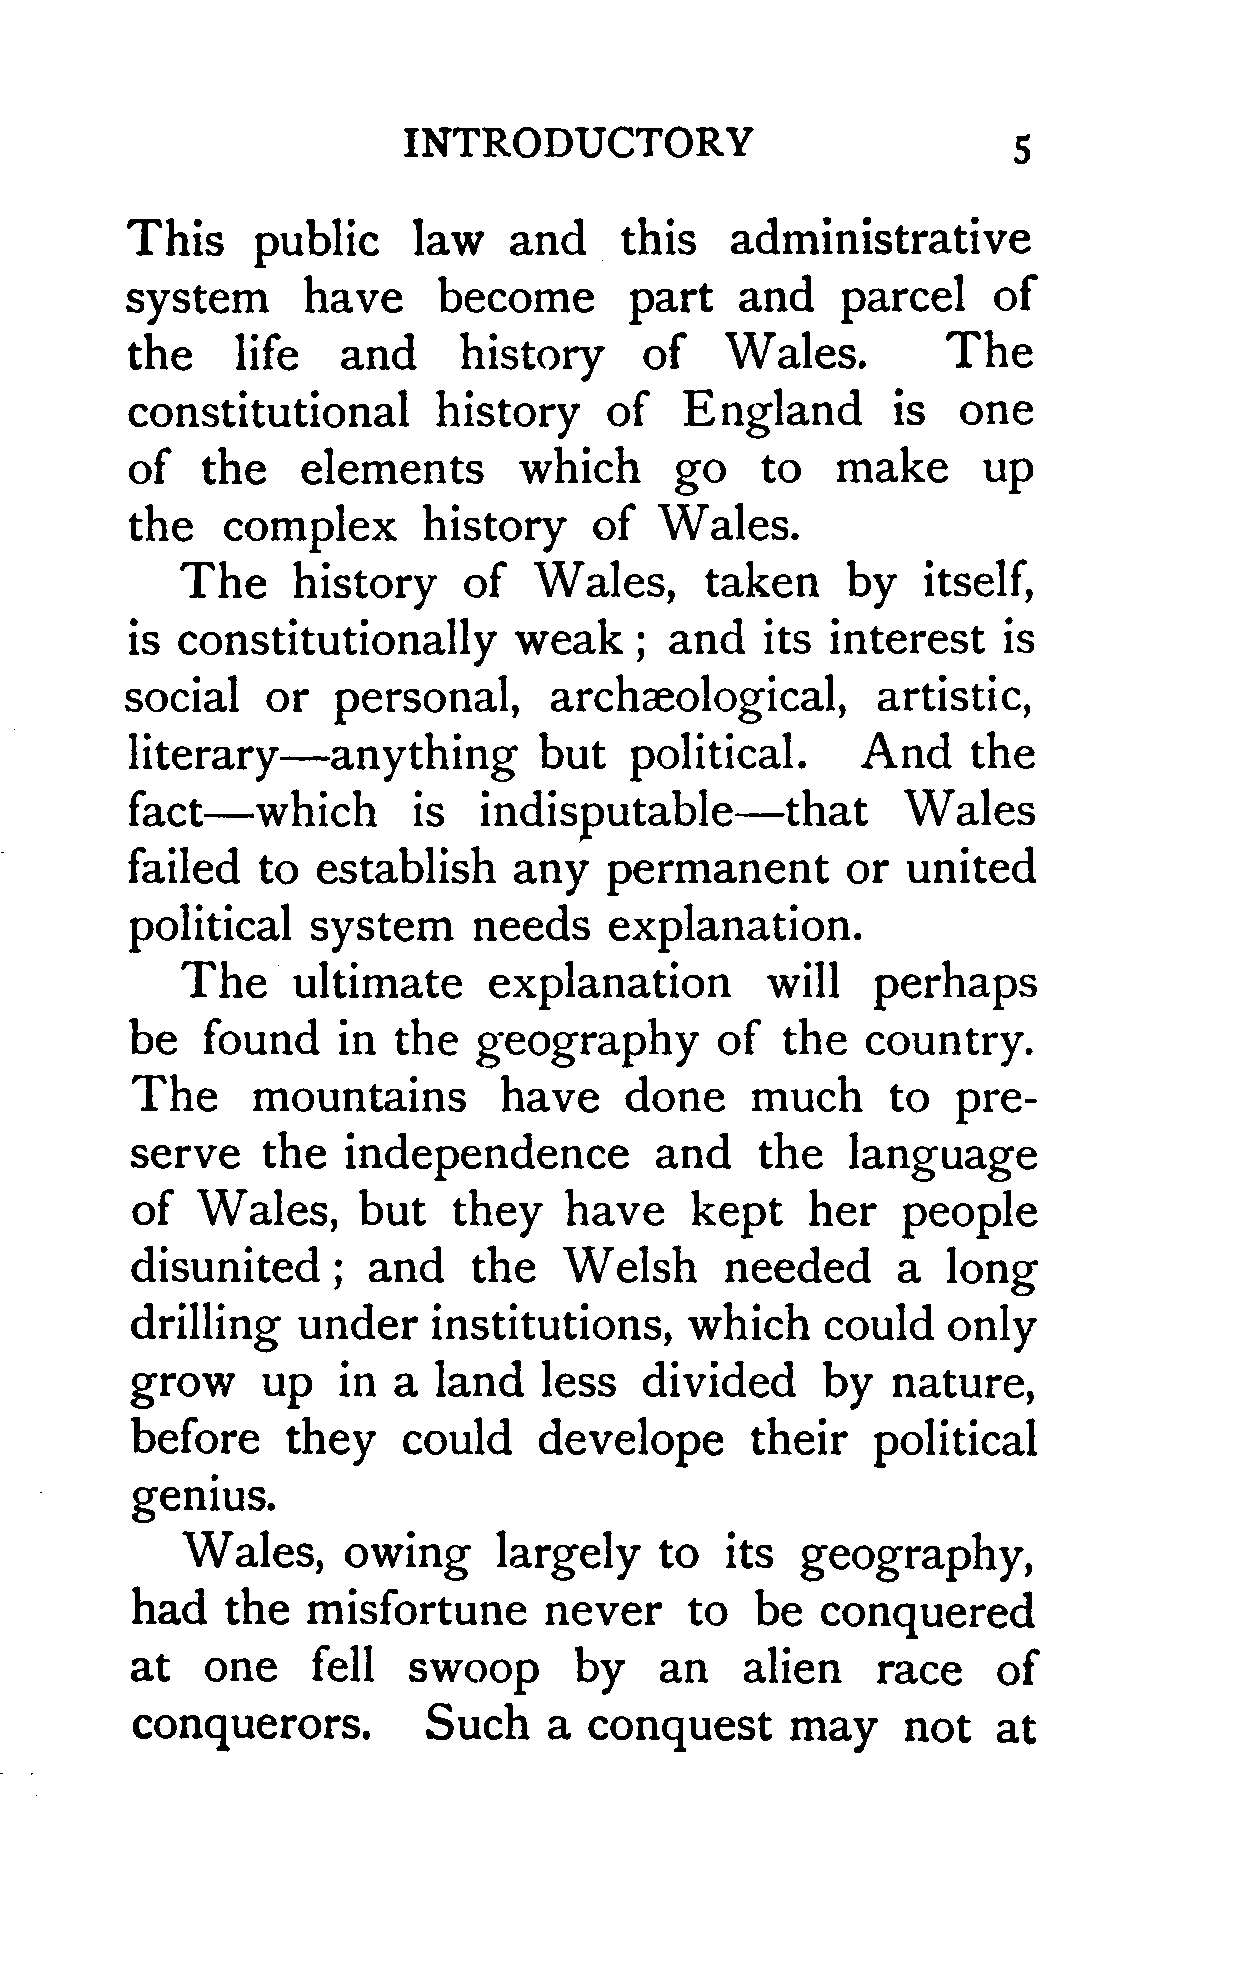 INTRODUCTORY 5
This public law and this administrative
system have become part and parcel of
the life and history of Wales. The
constitutional history of England is one
of the elements which go to make up
the complex history of Wales.
The history of Wales, taken by itself,
is constitutionally weak ; and its interest is
social or personal, archæological, artistic,
literary—anything but political. And the
fact—which is indisputable—that Wales
failed to establish any permanent or united
political system needs explanation.
The ultimate explanation will perhaps
be found in the geography of the country.
The mountains have done much to pre-
serve the independence and the language
of Wales, but they have kept her people
disunited ; and the Welsh needed a long
drilling under institutions, which could only
grow up in a land less divided by nature,
before they could develope their political
genius.
Wales, owing largely to its geography,
had the misfortune never to be conquered
at one fell swoop by an alien race of
conquerors. Such a conquest may not at